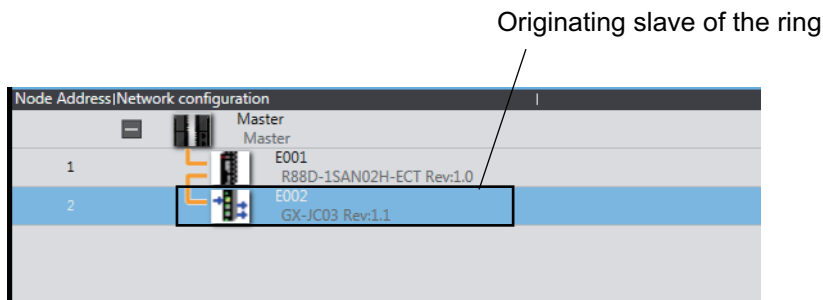 Originating slave of the ring
Node Address|Network configuration
Master
Master
1
E001
R88D-1SAN02H-ECT Rev:1.0
2
E002
GX-JC03 Rev:1.1